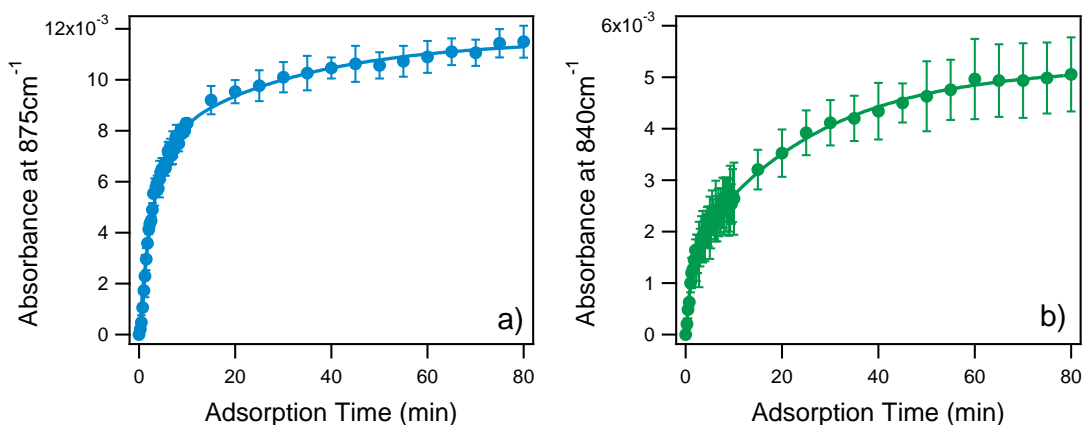 12x10⁻³
10
8
6
4
2
0
Absorbance at 875cm⁻¹
a)
0 20 40 60 80
Adsorption Time (min)
6x10⁻³
5
4
3
2
1
0
Absorbance at 840cm⁻¹
b)
0 20 40 60 80
Adsorption Time (min)